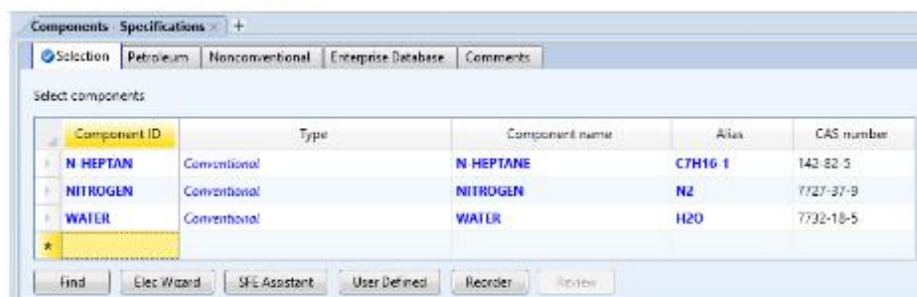 Components - Specifications × +
Selection Petroleum Nonconventional Enterprise Database Comments
Select components
Component ID Type Component name Alias CAS number
N-HEPTAN Conventional N-HEPTANE C7H16-1 142-82-5
NITROGEN Conventional NITROGEN N2 7727-37-9
WATER Conventional WATER H2O 7732-18-5
*
Find Elec Wizard SFE Assistant User Defined Reorder Review